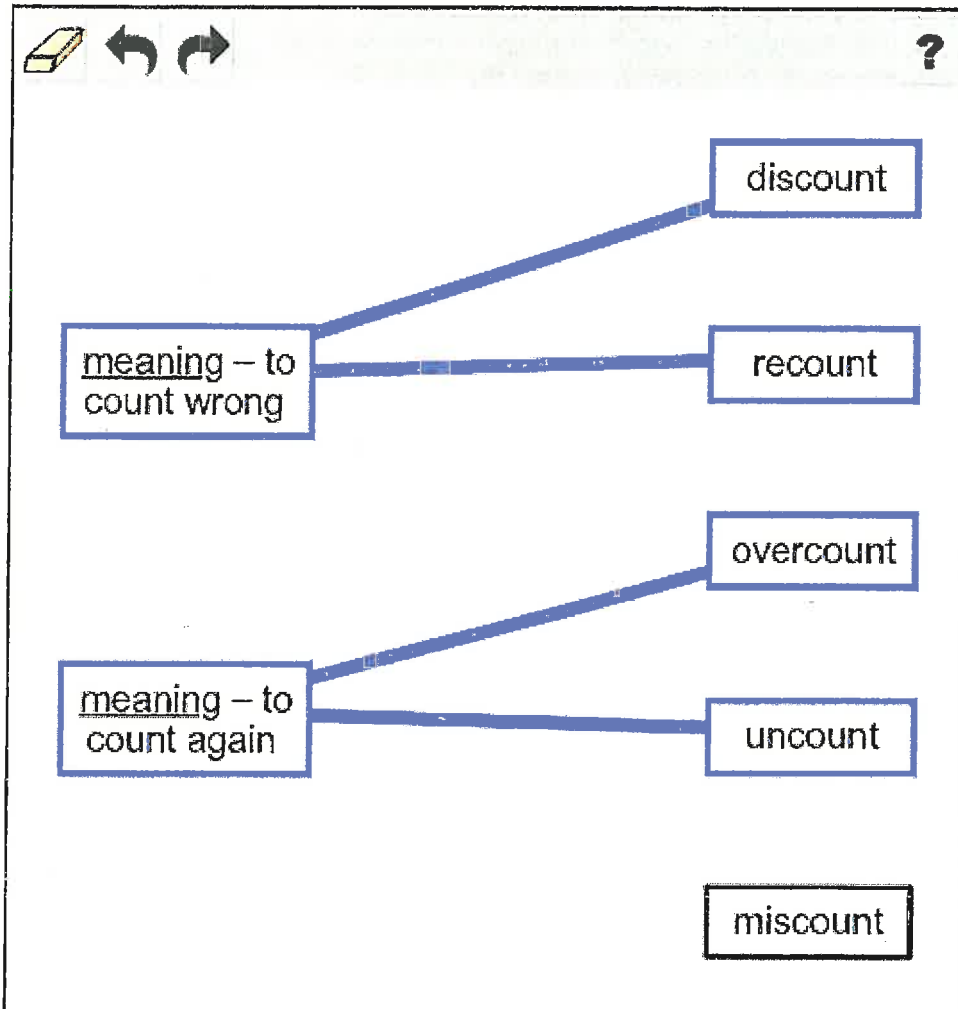 ?
discount
meaning – to
count wrong
recount
overcount
meaning – to
count again
uncount
miscount